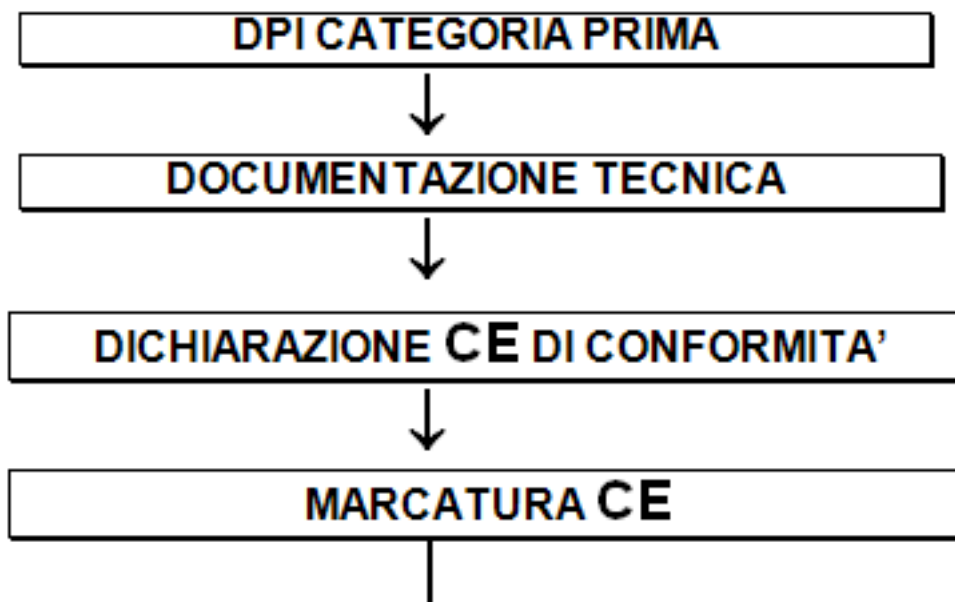 DPI CATEGORIA PRIMA
DOCUMENTAZIONE TECNICA
DICHIARAZIONE CE DI CONFORMITA'
MARCATURA CE